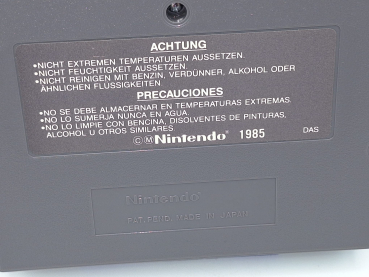 ACHTUNG
•NICHT EXTREMEN TEMPERATUREN AUSSETZEN.
•NICHT FEUCHTIGKEIT AUSSETZEN.
•NICHT REINIGEN MIT BENZIN, VERDÜNNER, ALKOHOL ODER
ÄHNLICHEN FLÜSSIGKEITEN.
PRECAUCIONES
•NO SE DEBE ALMACERNAR EN TEMPERATURAS EXTREMAS.
•NO LO SUMERJA NUNCA EN AGUA.
•NO LO LIMPIE CON BENCINA, DISOLVENTES DE PINTURAS,
ALCOHOL U OTROS SIMILARES.
©Ⓜ Nintendo® 1985 DAS
Nintendo®
PAT. PEND. MADE IN JAPAN